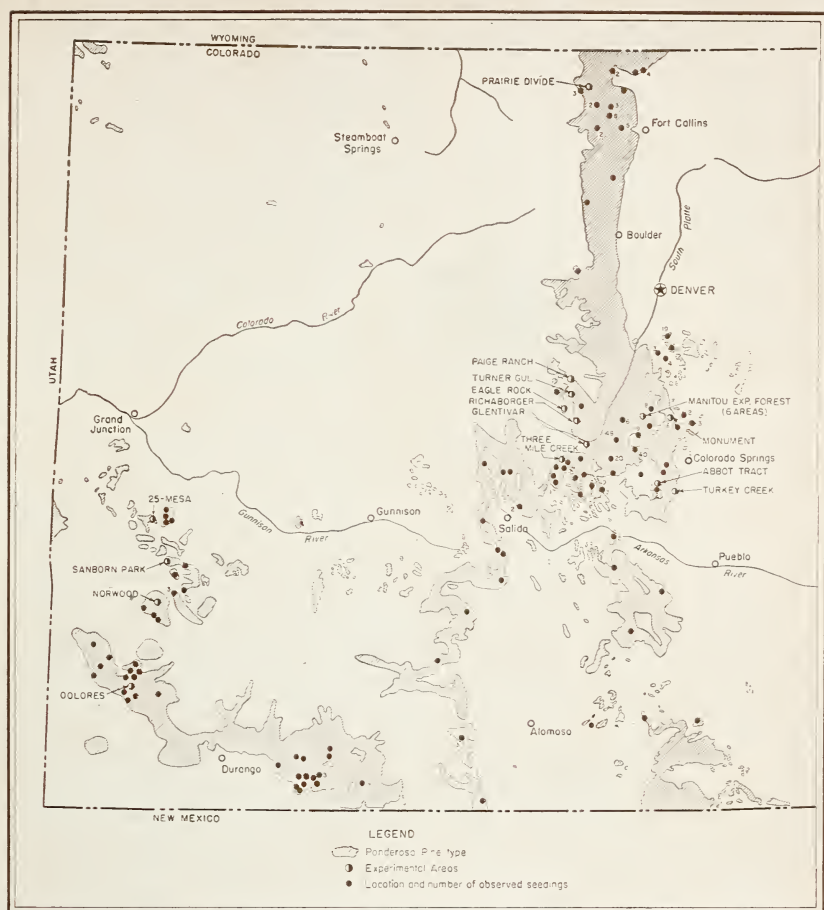 WYOMING
COLORADO
PRAIRIE DIVIDE
Steamboat
Springs
Fort Collins
Boulder
South Platte
DENVER
Colorado River
UTAH
Grand
Junction
PAIGE RANCH
TURNER GUL.
EAGLE ROCK
RICHABORGER
GLENTIVAR
THREE
MILE CREEK
MANITOU EXP. FOREST
(6 AREAS)
MONUMENT
Colorado Springs
ABBOT TRACT
TURKEY CREEK
25-MESA
Gunnison
River
Gunnison
Salida
Arkansas
River
Pueblo
SANBORN PARK
NORWOOD
DOLORES
Durango
Alamosa
NEW MEXICO
LEGEND
Ponderosa Pine type
Experimental Areas
Location and number of observed seedings